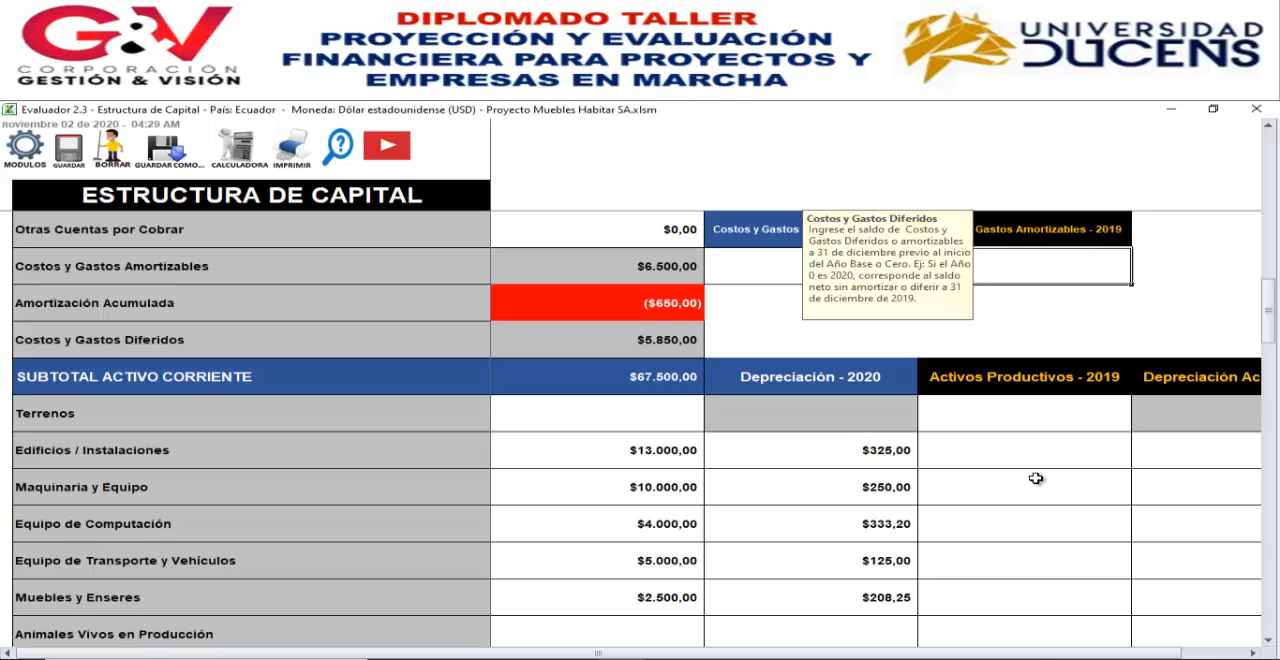 G&V
CORPORACIÓN
GESTIÓN & VISIÓN
DIPLOMADO TALLER
PROYECCIÓN Y EVALUACIÓN
FINANCIERA PARA PROYECTOS Y
EMPRESAS EN MARCHA
UNIVERSIDAD
DUCENS
Evaluador 2.3 - Estructura de Capital - País: Ecuador - Moneda: Dólar estadounidense (USD) - Proyecto Muebles Habitar SA.xlsm
noviembre 02 de 2020 - 04:29 AM
MODULOS GUARDAR BORRAR GUARDAR COMO... CALCULADORA IMPRIMIR
ESTRUCTURA DE CAPITAL
Otras Cuentas por Cobrar $0,00 Costos y Gastos Gastos Amortizables - 2019
Costos y Gastos Diferidos
Ingrese el saldo de Costos y
Gastos Diferidos o amortizables
a 31 de diciembre previo al inicio
del Año Base o Cero. Ej: Si el Año
0 es 2020, corresponde al saldo
neto sin amortizar o diferir a 31
de diciembre de 2019.
Costos y Gastos Amortizables $6.500,00
Amortización Acumulada ($650,00)
Costos y Gastos Diferidos $5.850,00
SUBTOTAL ACTIVO CORRIENTE $67.500,00 Depreciación - 2020 Activos Productivos - 2019 Depreciación Ac
Terrenos
Edificios / Instalaciones $13.000,00 $325,00
Maquinaria y Equipo $10.000,00 $250,00
Equipo de Computación $4.000,00 $333,20
Equipo de Transporte y Vehículos $5.000,00 $125,00
Muebles y Enseres $2.500,00 $208,25
Animales Vivos en Producción